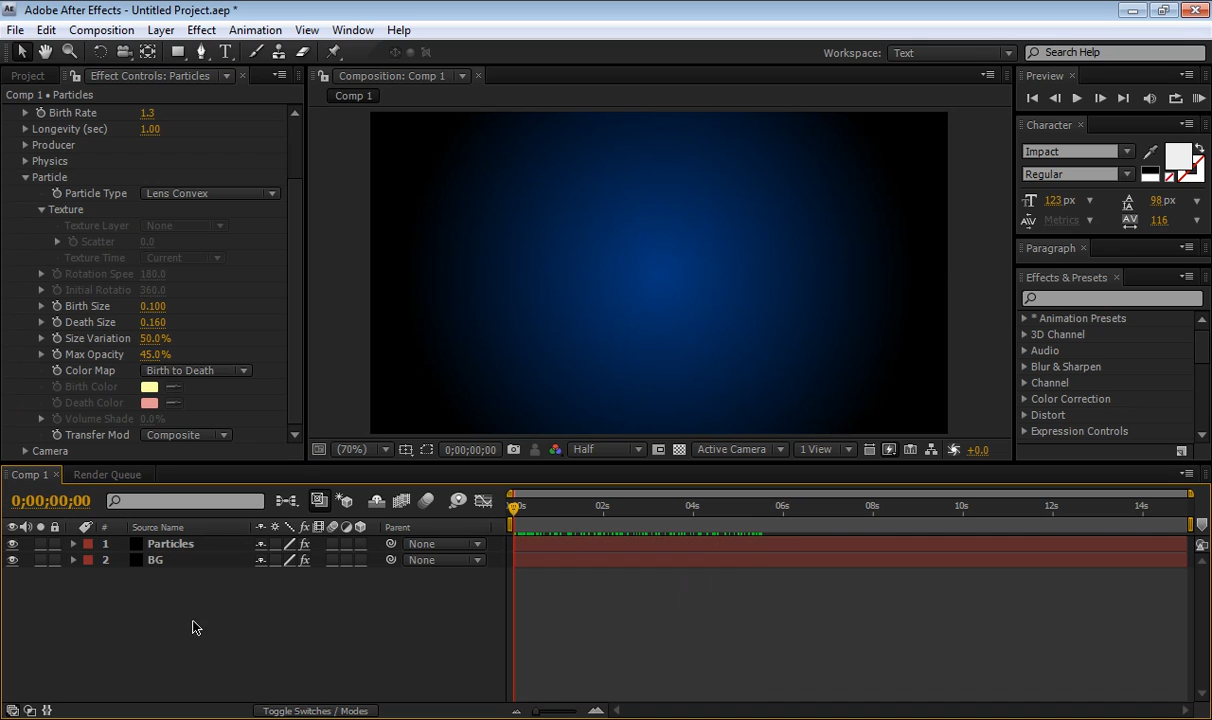 Adobe After Effects - Untitled Project.aep *
File Edit Composition Layer Effect Animation View Window Help
Workspace: Text Search Help
Project Effect Controls: Particles
Comp 1 • Particles
Birth Rate 1.3
Longevity (sec) 1.00
Producer
Physics
Particle
Particle Type Lens Convex
Texture
Texture Layer None
Scatter 0.0
Texture Time Current
Rotation Spee 180.0
Initial Rotatio 360.0
Birth Size 0.100
Death Size 0.160
Size Variation 50.0%
Max Opacity 45.0%
Color Map Birth to Death
Birth Color
Death Color
Volume Shade 0.0%
Transfer Mod Composite
Camera
Composition: Comp 1
Comp 1
(70%) 0;00;00;00 Half Active Camera 1 View +0.0
Preview
Character
Impact
Regular
123 px 98 px
Metrics 116
Paragraph
Effects & Presets
* Animation Presets
3D Channel
Audio
Blur & Sharpen
Channel
Color Correction
Distort
Expression Controls
Comp 1 Render Queue
0;00;00;00
# Source Name Parent
1 Particles None
2 BG None
0s 02s 04s 06s 08s 10s 12s 14s
Toggle Switches / Modes